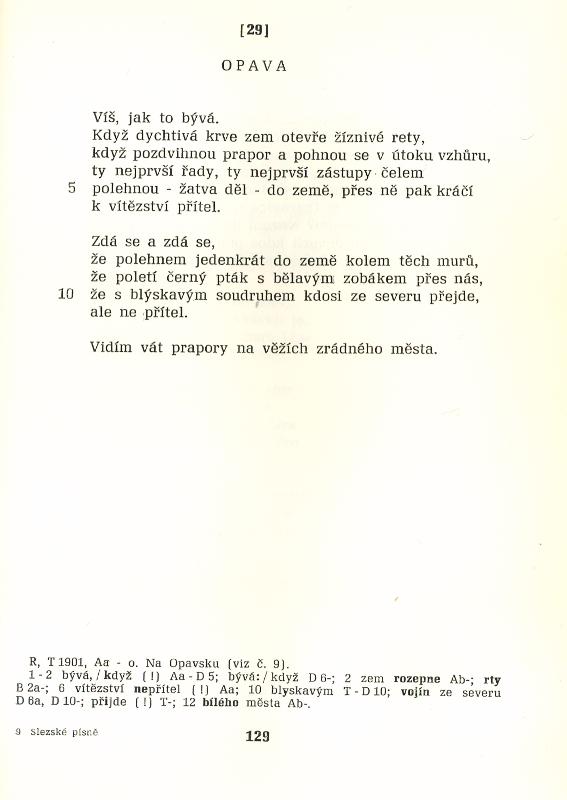 [29]
OPAVA
Víš, jak to bývá.
Když dychtivá krve zem otevře žíznivé rety,
když pozdvihnou prapor a pohnou se v útoku vzhůru,
ty nejprvší řady, ty nejprvší zástupy čelem
5 polehnou - žatva děl - do země, přes ně pak kráčí
k vítězství přítel.
Zdá se a zdá se,
že polehnem jedenkrát do země kolem těch murů,
že poletí černý pták s bělavým zobákem přes nás,
10 že s blýskavým soudruhem kdosi ze severu přejde,
ale ne přítel.
Vidím vát prapory na věžích zrádného města.
R, T 1901, Aa - o. Na Opavsku (viz č. 9).
1 - 2 bývá,/když (!) Aa - D 5; bývá:/když D 6-; 2 zem rozepne Ab-; rty
B 2a-; 6 vítězství nepřítel (!) Aa; 10 blyskavým T - D 10; vojín ze severu
D 6a, D 10-; přijde (!) T-; 12 bílého města Ab-.
9 Slezské písně
129